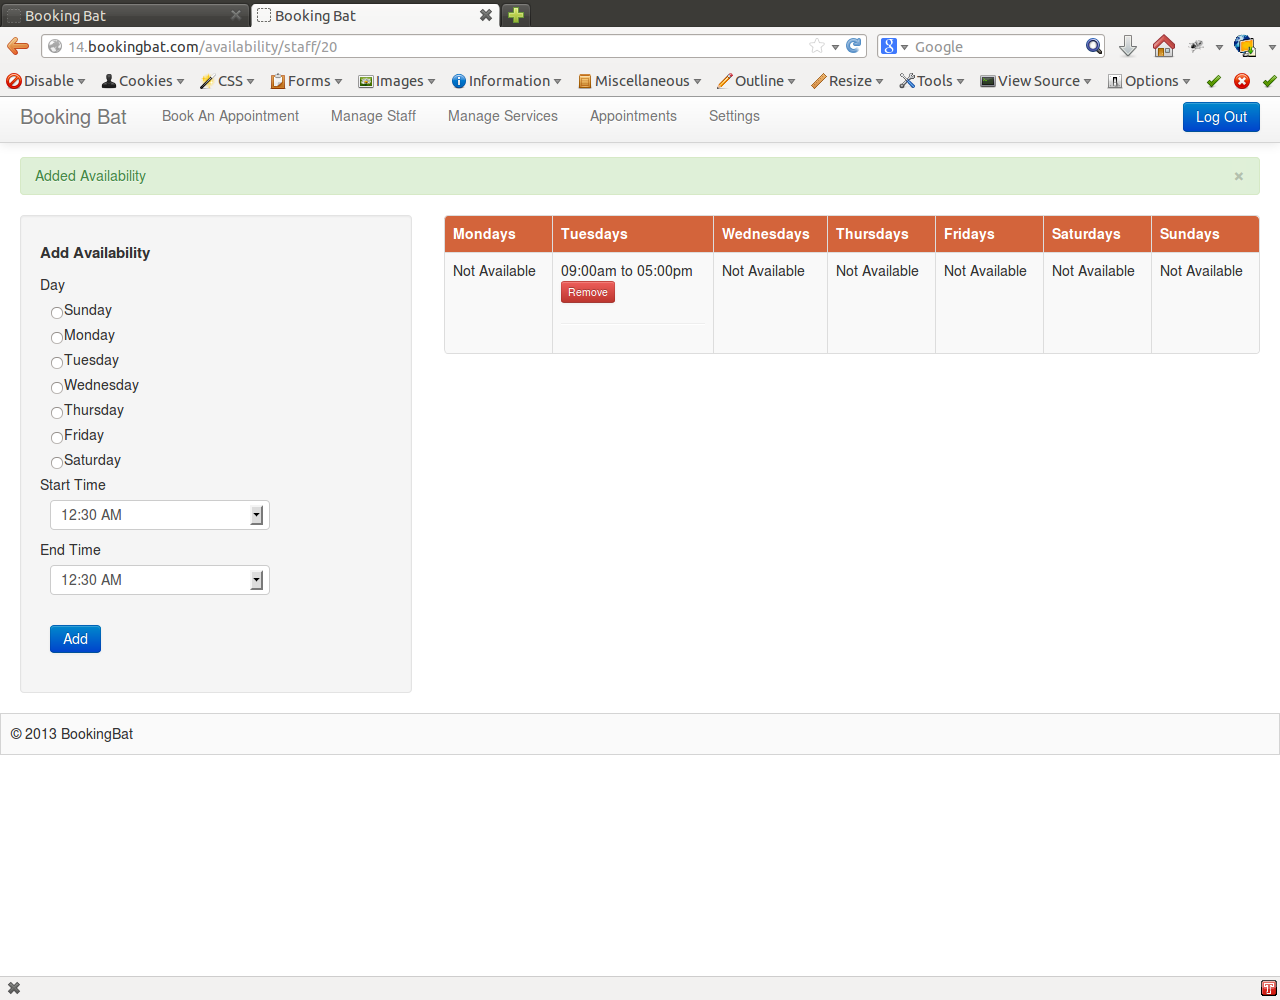 Booking Bat
Booking Bat
14.bookingbat.com/availability/staff/20
Google
Disable Cookies CSS Forms Images Information Miscellaneous Outline Resize Tools View Source Options
Booking Bat Book An Appointment Manage Staff Manage Services Appointments Settings Log Out
Added Availability ×
Add Availability
Day
Sunday
Monday
Tuesday
Wednesday
Thursday
Friday
Saturday
Start Time
12:30 AM
End Time
12:30 AM
Add
Mondays Tuesdays Wednesdays Thursdays Fridays Saturdays Sundays
Not Available 09:00am to 05:00pm Not Available Not Available Not Available Not Available Not Available
Remove
© 2013 BookingBat